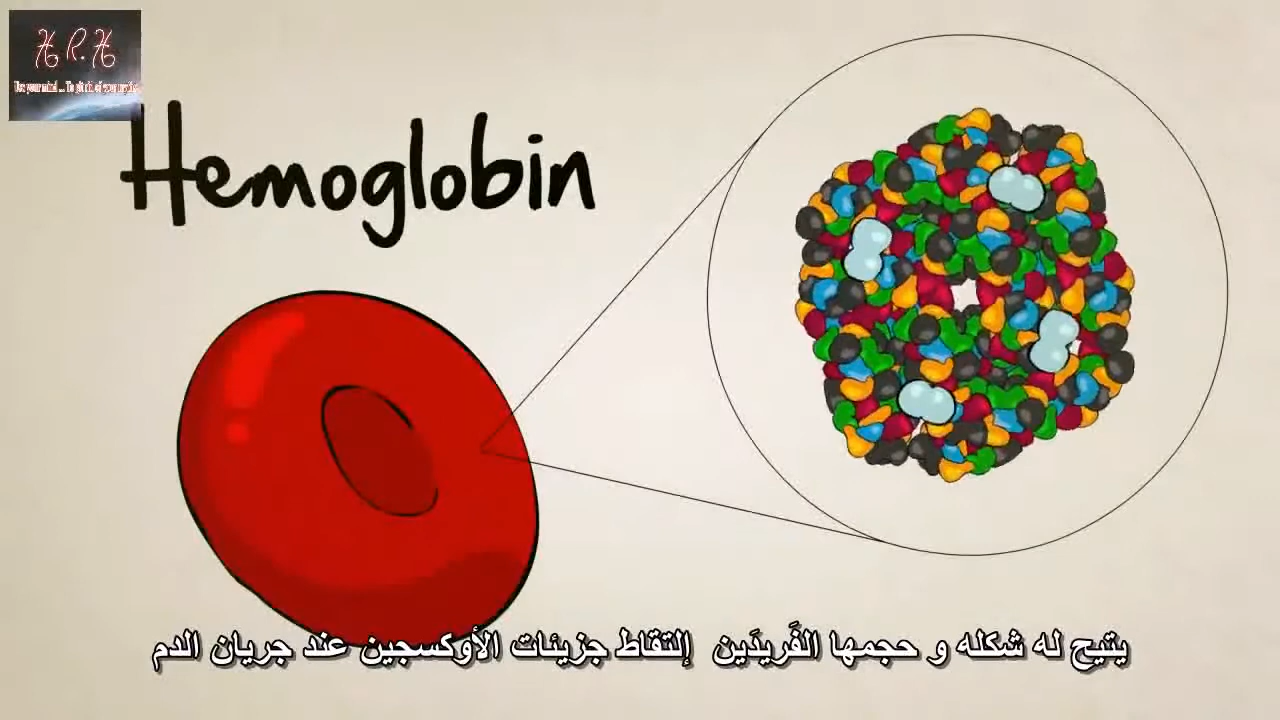 H R.H
Hemoglobin
يتيح له شكله و حجمها الفَريدَين إلتقاط جزيئات الأوكسجين عند جريان الدم